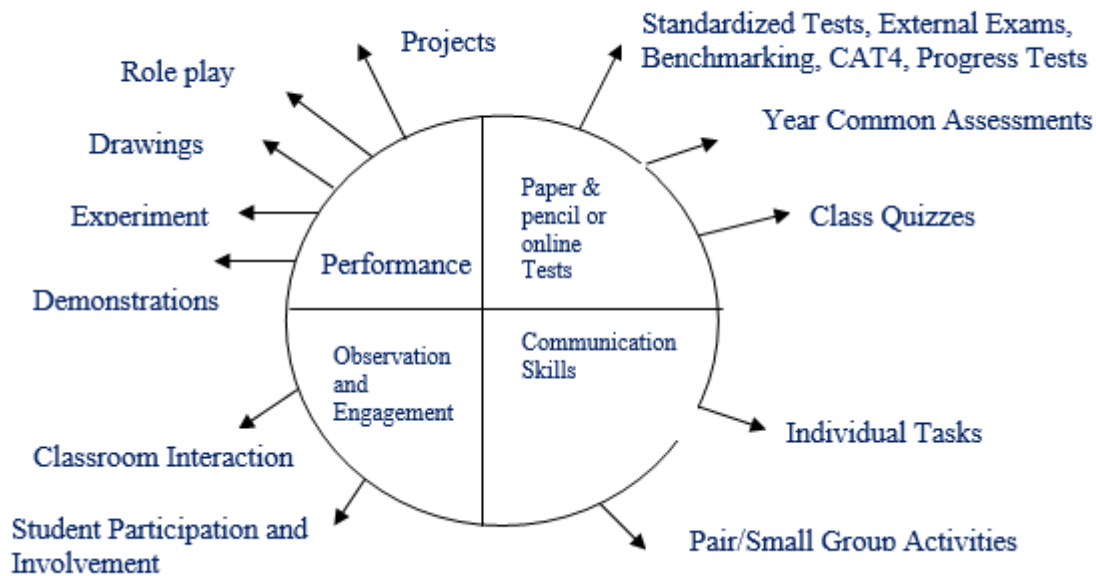 Projects
Standardized Tests, External Exams,
Benchmarking, CAT4, Progress Tests
Role play
Year Common Assessments
Drawings
Paper &
pencil or
online
Tests
Experiment
Class Quizzes
Performance
Demonstrations
Observation
and
Engagement
Communication
Skills
Individual Tasks
Classroom Interaction
Student Participation and
Involvement
Pair/Small Group Activities